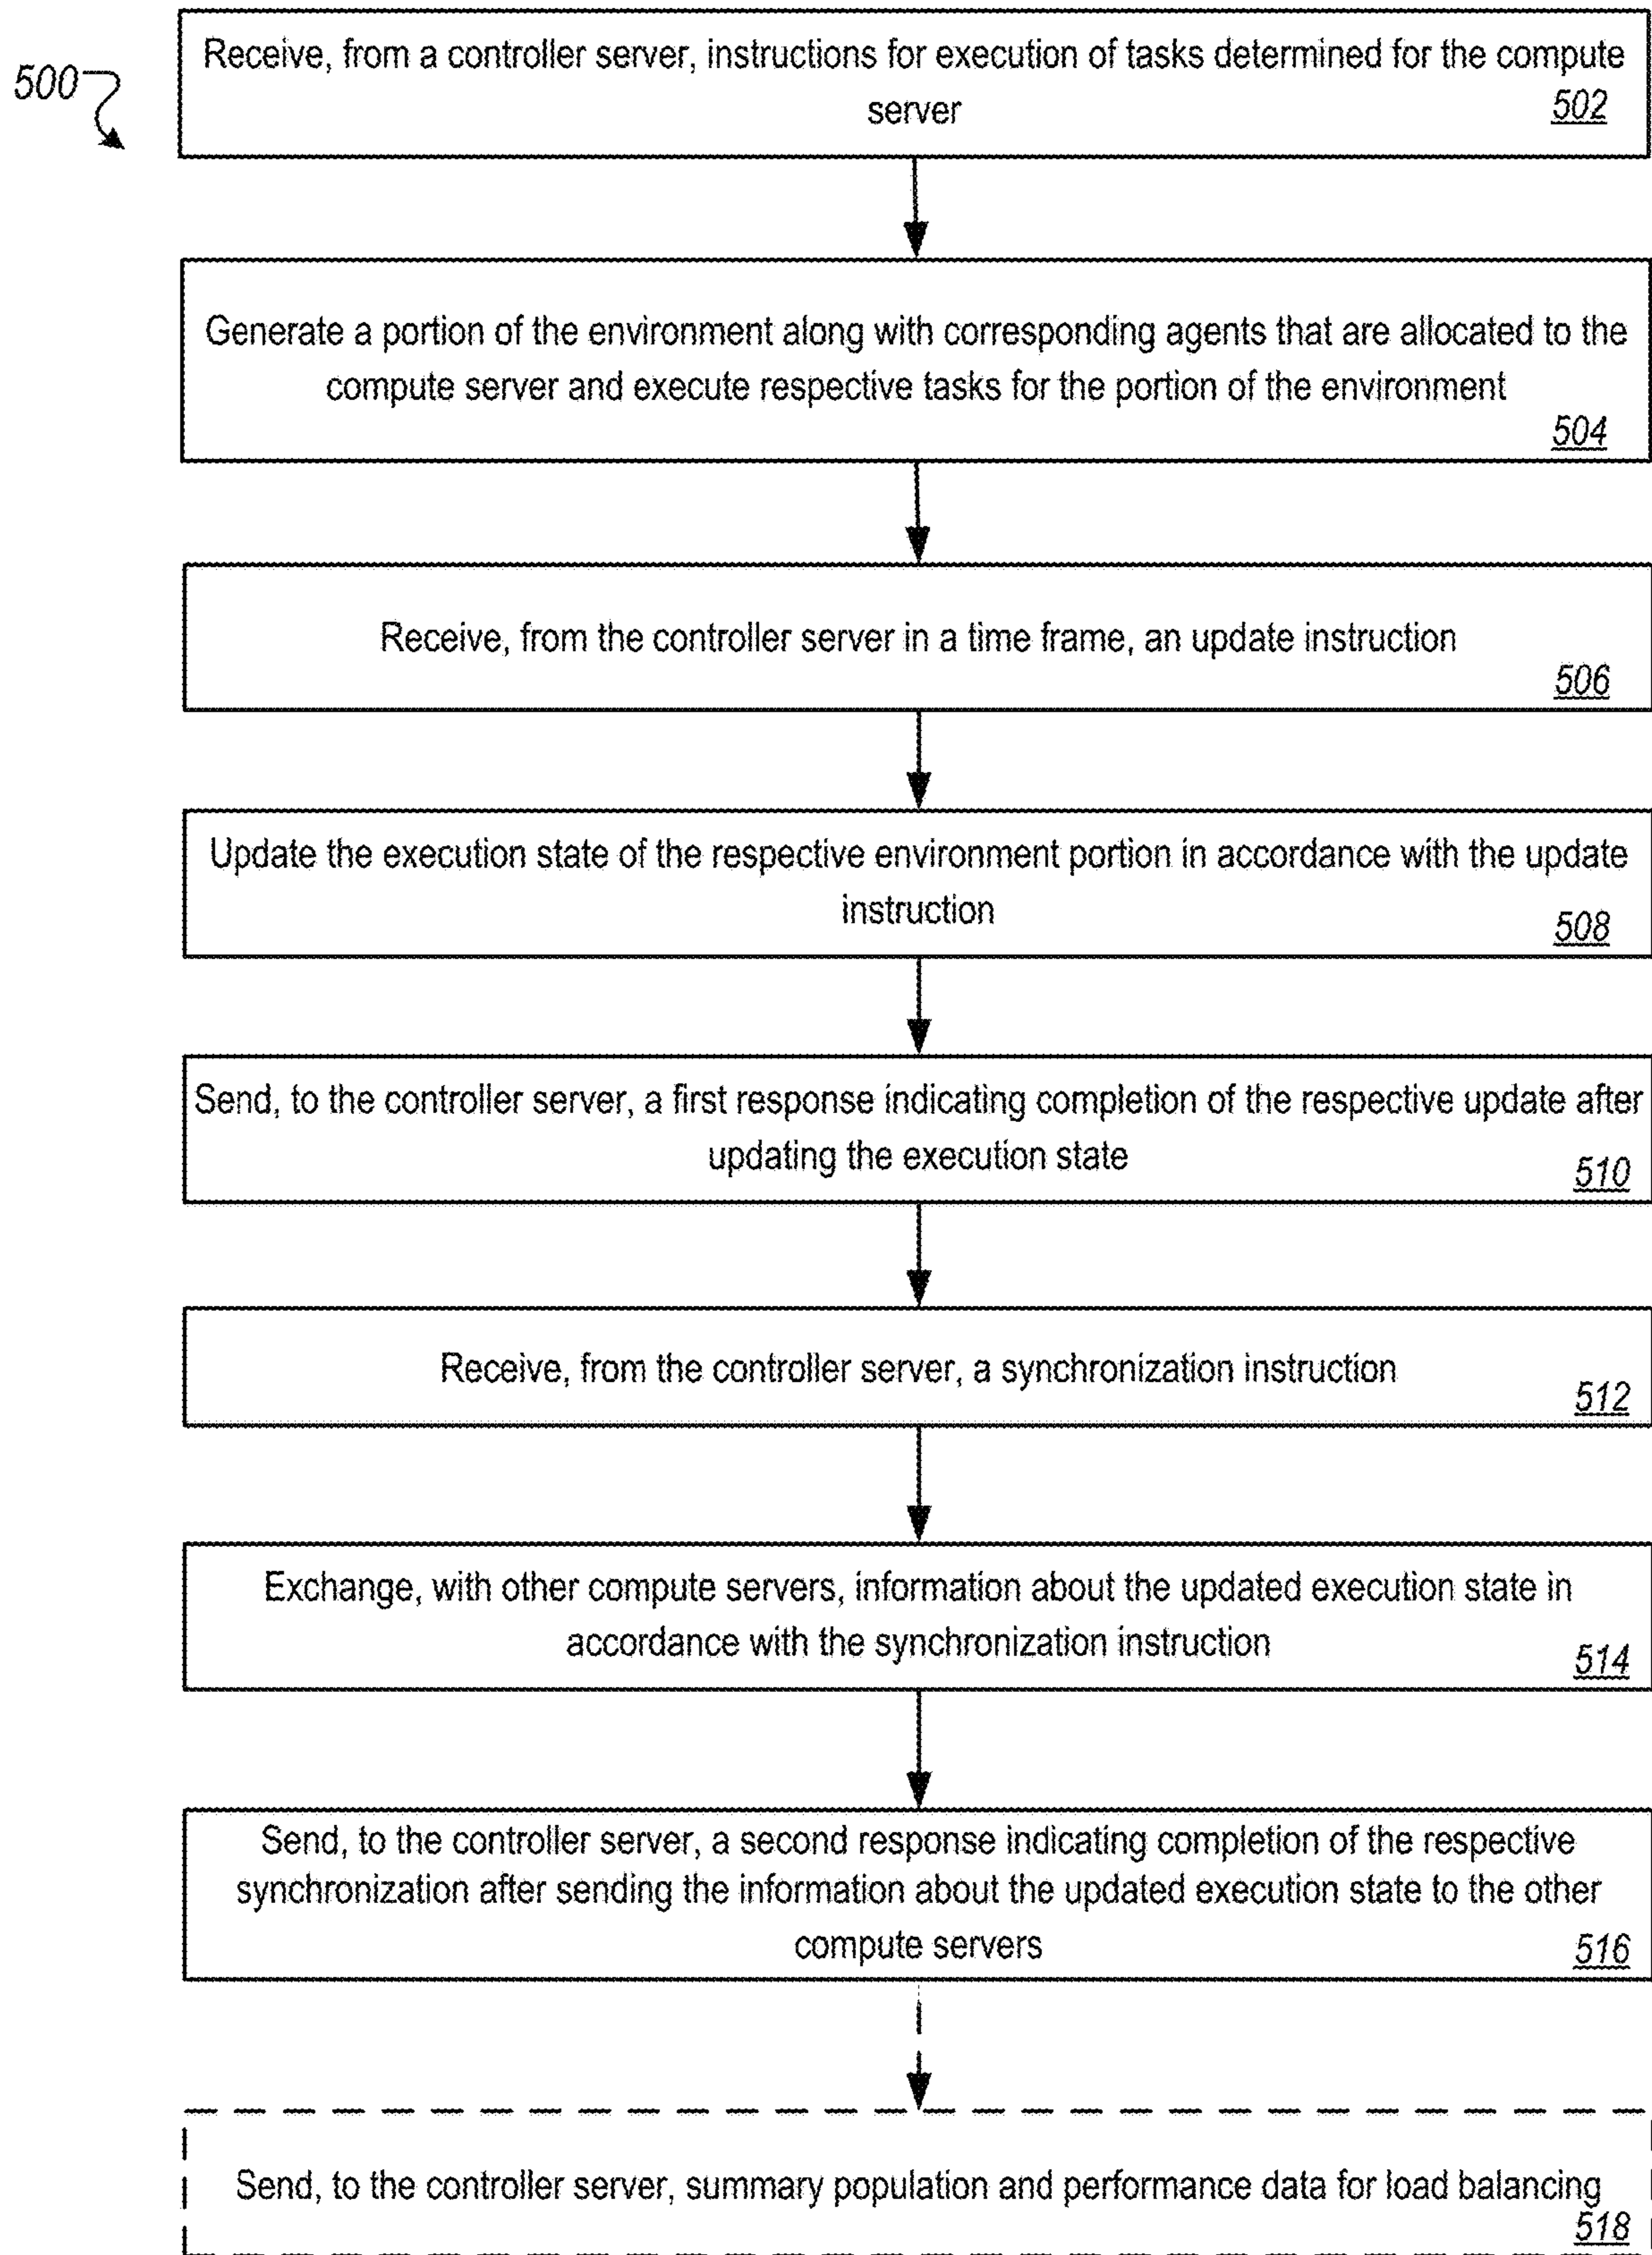 500
Receive, from a controller server, instructions for execution of tasks determined for the compute
server
502
Generate a portion of the environment along with corresponding agents that are allocated to the
compute server and execute respective tasks for the portion of the environment
504
Receive, from the controller server in a time frame, an update instruction
506
Update the execution state of the respective environment portion in accordance with the update
instruction
508
Send, to the controller server, a first response indicating completion of the respective update after
updating the execution state
510
Receive, from the controller server, a synchronization instruction
512
Exchange, with other compute servers, information about the updated execution state in
accordance with the synchronization instruction
514
Send, to the controller server, a second response indicating completion of the respective
synchronization after sending the information about the updated execution state to the other
compute servers
516
Send, to the controller server, summary population and performance data for load balancing
518